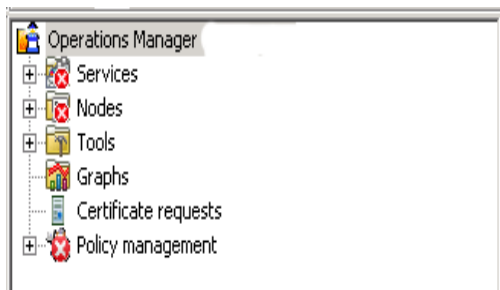 Operations Manager
Services
Nodes
Tools
Graphs
Certificate requests
Policy management